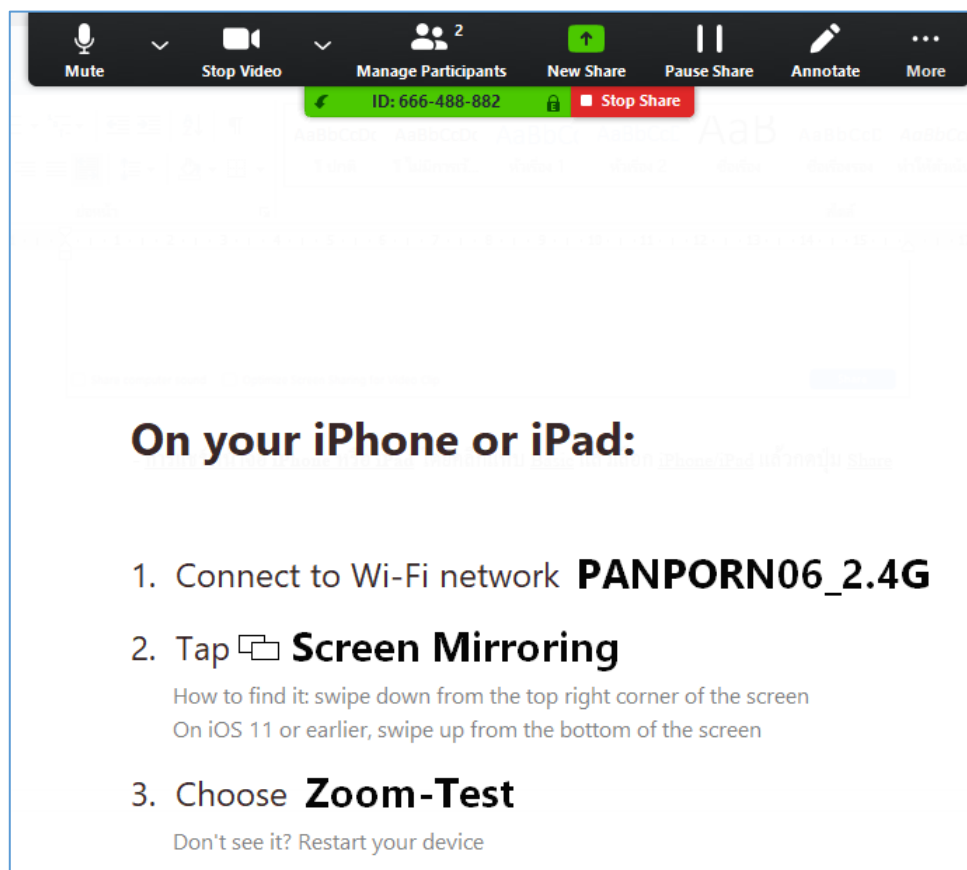 2
Mute Stop Video Manage Participants New Share Pause Share Annotate More
ID: 666-488-882 Stop Share
On your iPhone or iPad:
1. Connect to Wi-Fi network PANPORN06_2.4G
2. Tap Screen Mirroring
How to find it: swipe down from the top right corner of the screen
On iOS 11 or earlier, swipe up from the bottom of the screen
3. Choose Zoom-Test
Don't see it? Restart your device